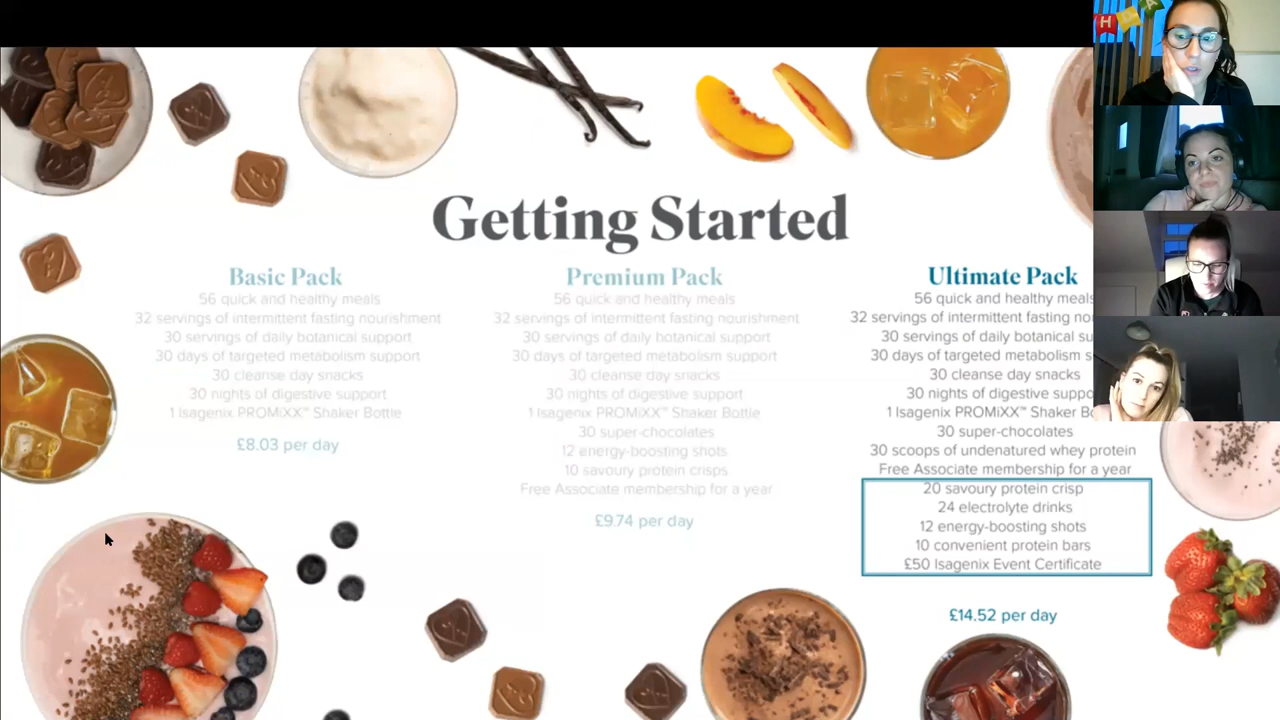 Getting Started
Basic Pack
56 quick and healthy meals
32 servings of intermittent fasting nourishment
30 servings of daily botanical support
30 days of targeted metabolism support
30 cleanse day snacks
30 nights of digestive support
1 Isagenix PROMiXX™ Shaker Bottle
£8.03 per day
Premium Pack
56 quick and healthy meals
32 servings of intermittent fasting nourishment
30 servings of daily botanical support
30 days of targeted metabolism support
30 cleanse day snacks
30 nights of digestive support
1 Isagenix PROMiXX™ Shaker Bottle
30 super-chocolates
12 energy-boosting shots
10 savoury protein crisps
Free Associate membership for a year
£9.74 per day
Ultimate Pack
56 quick and healthy meals
32 servings of intermittent fasting
30 servings of daily botanical
30 days of targeted metabolism
30 cleanse day snacks
30 nights of digestive
1 Isagenix PROMiXX™ Shaker
30 super-chocolates
30 scoops of undenatured whey protein
Free Associate membership for a year
20 savoury protein crisp
24 electrolyte drinks
12 energy-boosting shots
10 convenient protein bars
£50 Isagenix Event Certificate
£14.52 per day